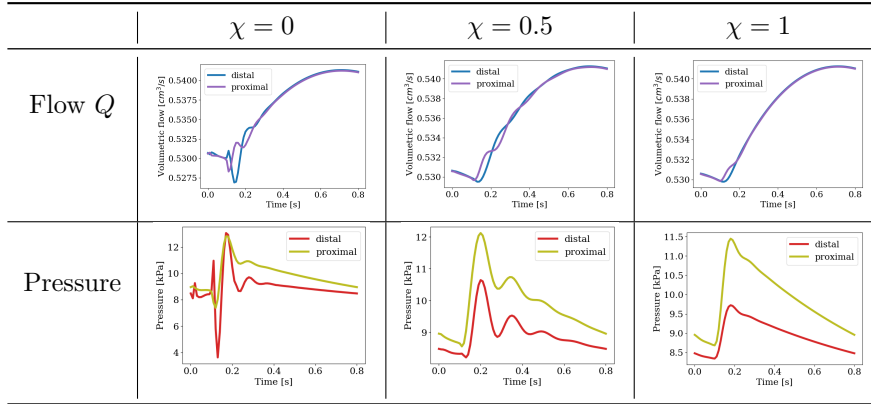 χ = 0 χ = 0.5 χ = 1
Flow Q
Volumetric flow [cm³/s]
0.5400
0.5375
0.5350
0.5325
0.5300
0.5275
distal
proximal
0.0 0.2 0.4 0.6 0.8
Time [s]
Volumetric flow [cm³/s]
0.540
0.538
0.536
0.534
0.532
0.530
distal
proximal
0.0 0.2 0.4 0.6 0.8
Time [s]
Volumetric flow [cm³/s]
0.540
0.538
0.536
0.534
0.532
0.530
distal
proximal
0.0 0.2 0.4 0.6 0.8
Time [s]
Pressure
Pressure [kPa]
12
10
8
6
4
distal
proximal
0.0 0.2 0.4 0.6 0.8
Time [s]
Pressure [kPa]
12
11
10
9
distal
proximal
0.0 0.2 0.4 0.6 0.8
Time [s]
Pressure [kPa]
11.5
11.0
10.5
10.0
9.5
9.0
8.5
distal
proximal
0.0 0.2 0.4 0.6 0.8
Time [s]